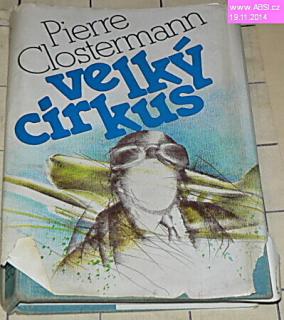 www.ABSi.cz
19.11.2014
Pierre
Clostermann
velký
cirkus